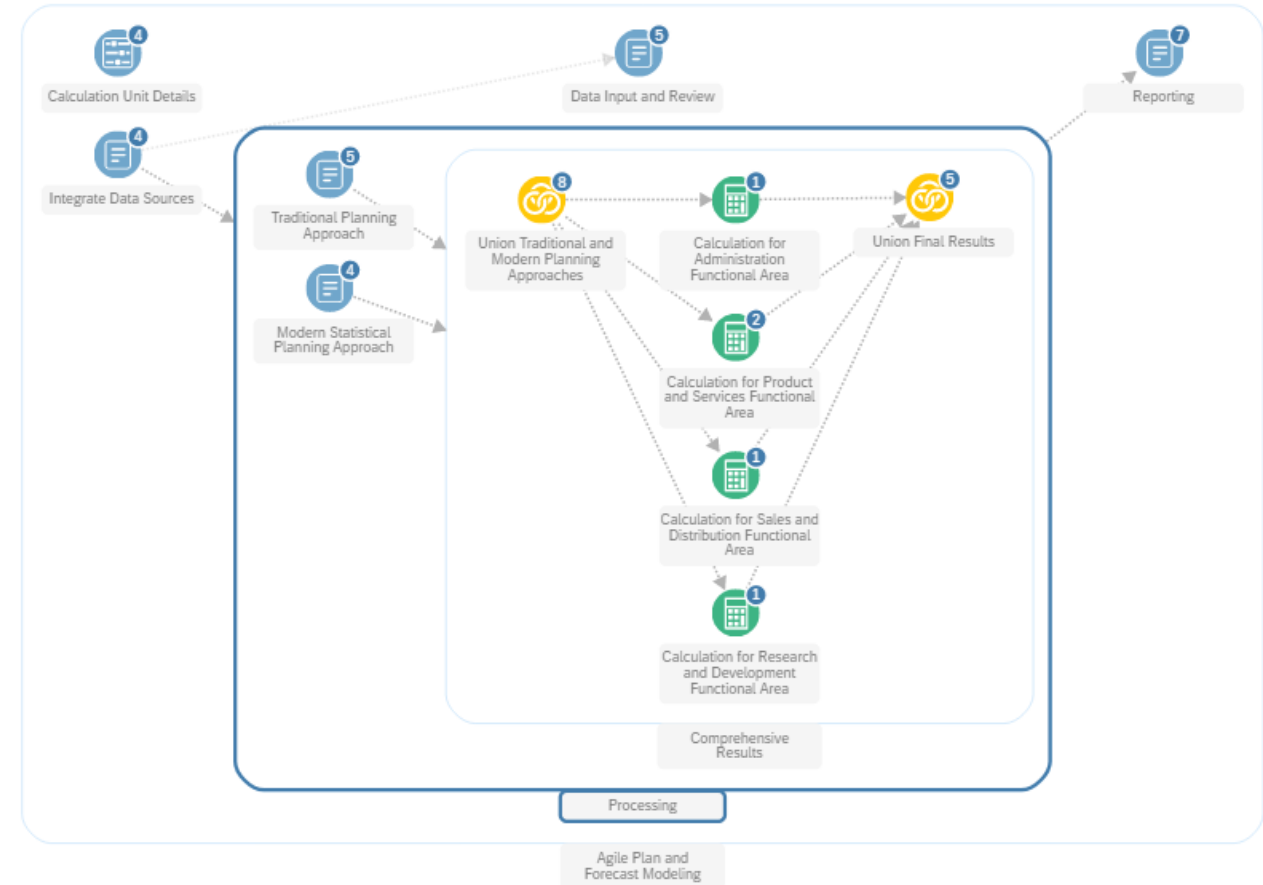 4
Calculation Unit Details
5
Data Input and Review
7
Reporting
4
Integrate Data Sources
5
Traditional Planning
Approach
4
Modern Statistical
Planning Approach
8
Union Traditional and
Modern Planning
Approaches
1
Calculation for
Administration
Functional Area
5
Union Final Results
2
Calculation for Product
and Services Functional
Area
1
Calculation for Sales and
Distribution Functional
Area
1
Calculation for Research
and Development
Functional Area
Comprehensive
Results
Processing
Agile Plan and
Forecast Modeling